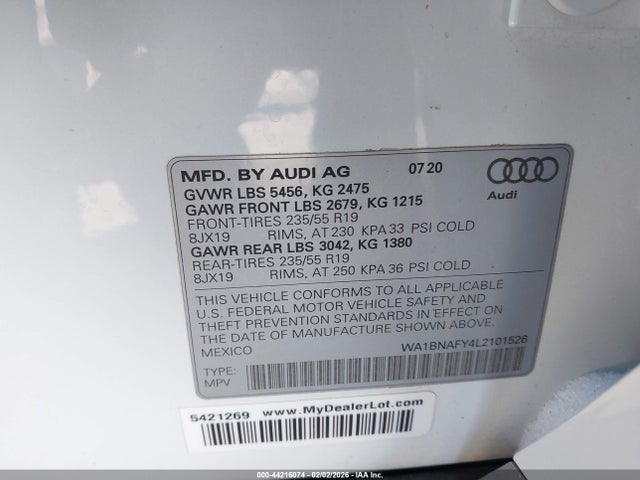 MFD. BY AUDI AG 07 20
GVWR LBS 5456, KG 2475
GAWR FRONT LBS 2679, KG 1215
FRONT-TIRES 235/55 R19
8JX19 RIMS, AT 230 KPA 33 PSI COLD
GAWR REAR LBS 3042, KG 1380
REAR-TIRES 235/55 R19
8JX19 RIMS, AT 250 KPA 36 PSI COLD
Audi
THIS VEHICLE CONFORMS TO ALL APPLICABLE
U.S. FEDERAL MOTOR VEHICLE SAFETY AND
THEFT PREVENTION STANDARDS IN EFFECT ON
THE DATE OF MANUFACTURE SHOWN ABOVE.
MEXICO WA1BNAFY4L2101526
TYPE:
MPV
5421269 www.MyDealerLot.com
000-44216074 - 02/02/2026 - IAA Inc.